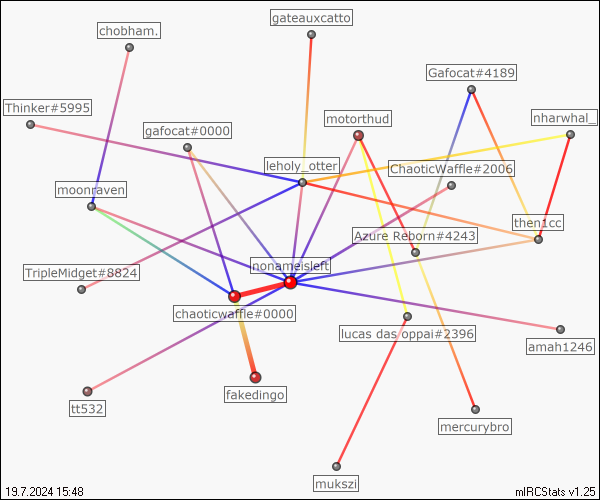 gateauxcatto
chobham.
Gafocat#4189
Thinker#5995
motorthud
nharwhal_
gafocat#0000
leholy_otter
ChaoticWaffle#2006
moonraven
then1cc
Azure Reborn#4243
nonameisleft
TripleMidget#8824
chaoticwaffle#0000
lucas das oppai#2396
amah1246
fakedingo
tt532
mercurybro
mukszi
19.7.2024 15:48
mIRCStats v1.25